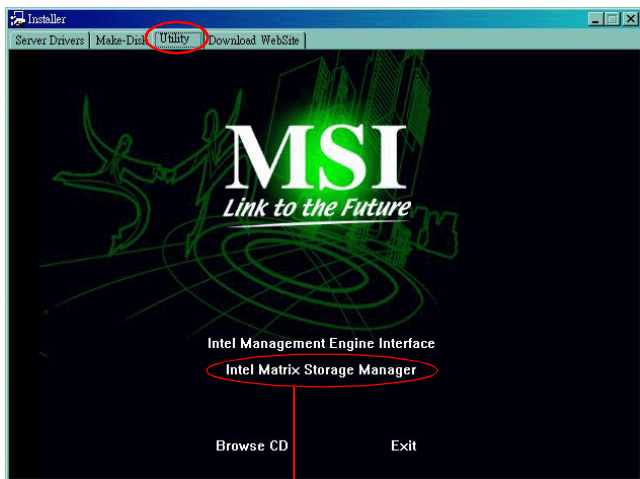 Installer
Server Drivers Make-Disk Utility Download WebSite
MSI
Link to the Future
Intel Management Engine Interface
Intel Matrix Storage Manager
Browse CD Exit